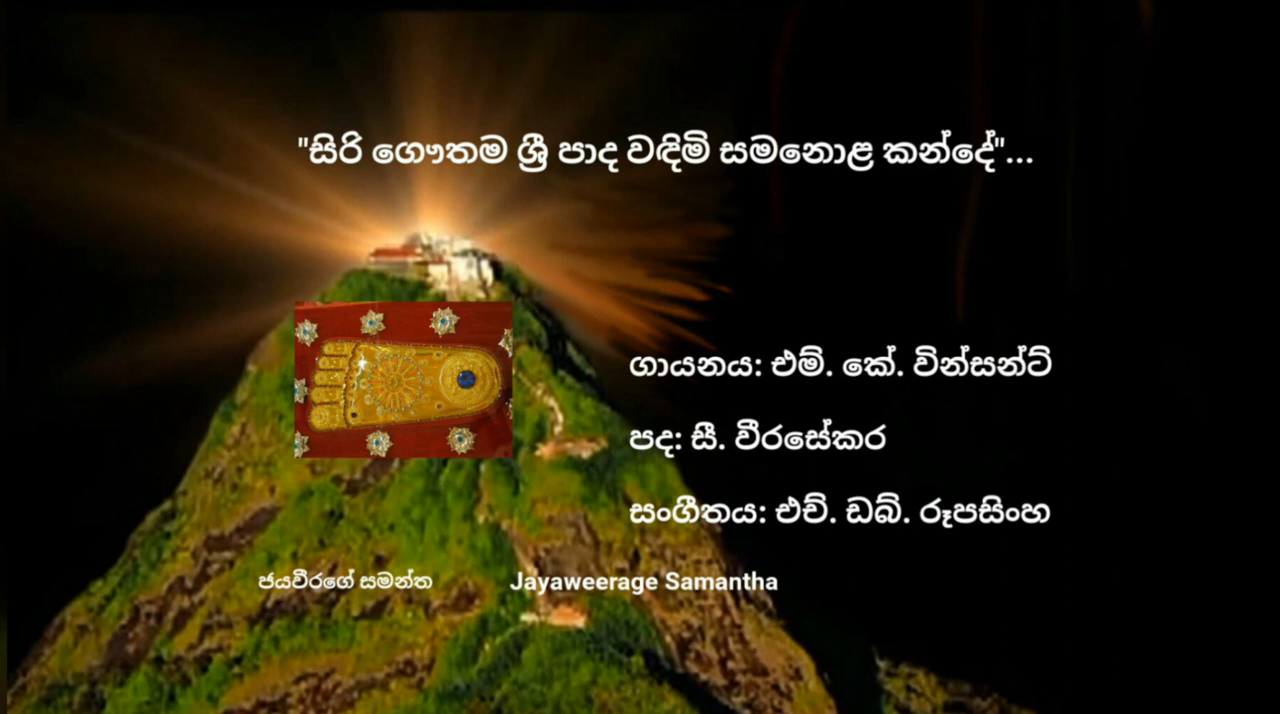 "සිරි ගෞතම ශ්‍රී පාද වඳිමි සමනොළ කන්දේ"...
ගායනය: එම්. කේ. වින්සන්ට්
පද: සී. වීරසේකර
සංගීතය: එච්. ඩබ්. රූපසිංහ
ජයවීරගේ සමන්ත Jayaweerage Samantha